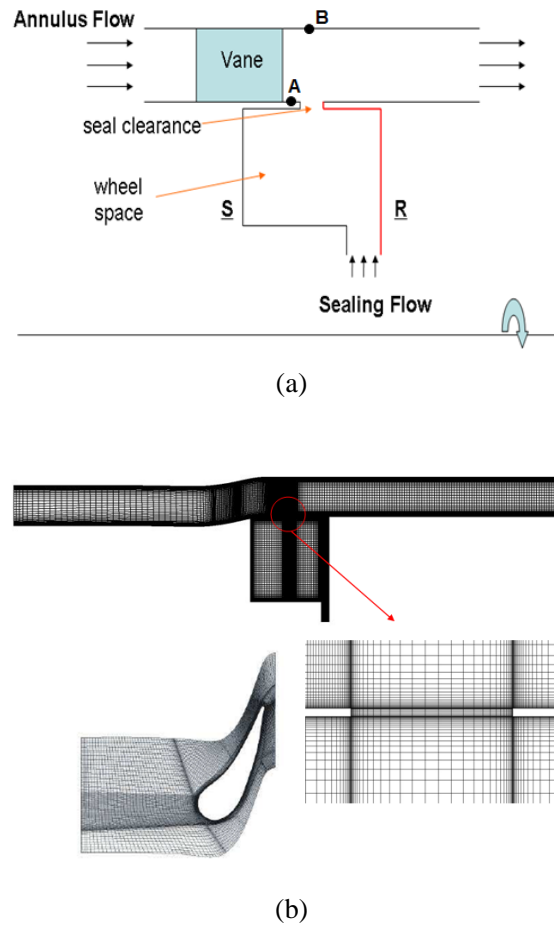 Annulus Flow
B
Vane
A
seal clearance
wheel
space
S
R
Sealing Flow
(a)
(b)